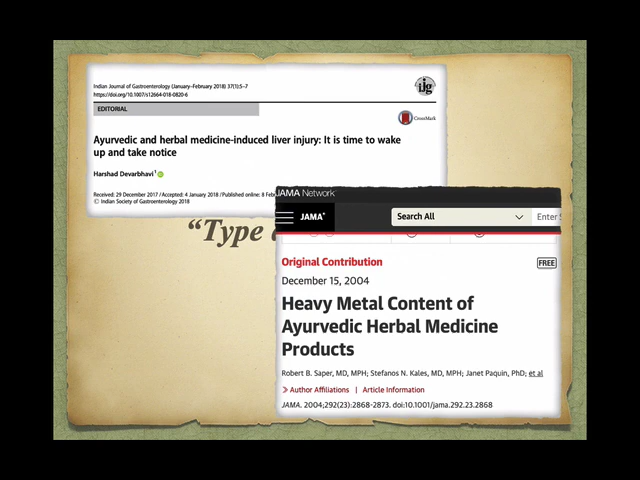 Indian Journal of Gastroenterology (January–February 2018) 37(1):5–7
https://doi.org/10.1007/s12664-018-0820-6
ijg
EDITORIAL
CrossMark
Ayurvedic and herbal medicine-induced liver injury: It is time to wake
up and take notice
Harshad Devarbhavi1
Received: 29 December 2017 / Accepted: 4 January 2018 / Published online: 8 Feb
© Indian Society of Gastroenterology 2018
“Type
JAMA Network
JAMA
Search All
Enter
Original Contribution
FREE
December 15, 2004
Heavy Metal Content of
Ayurvedic Herbal Medicine
Products
Robert B. Saper, MD, MPH; Stefanos N. Kales, MD, MPH; Janet Paquin, PhD; et al
Author Affiliations | Article Information
JAMA. 2004;292(23):2868-2873. doi:10.1001/jama.292.23.2868